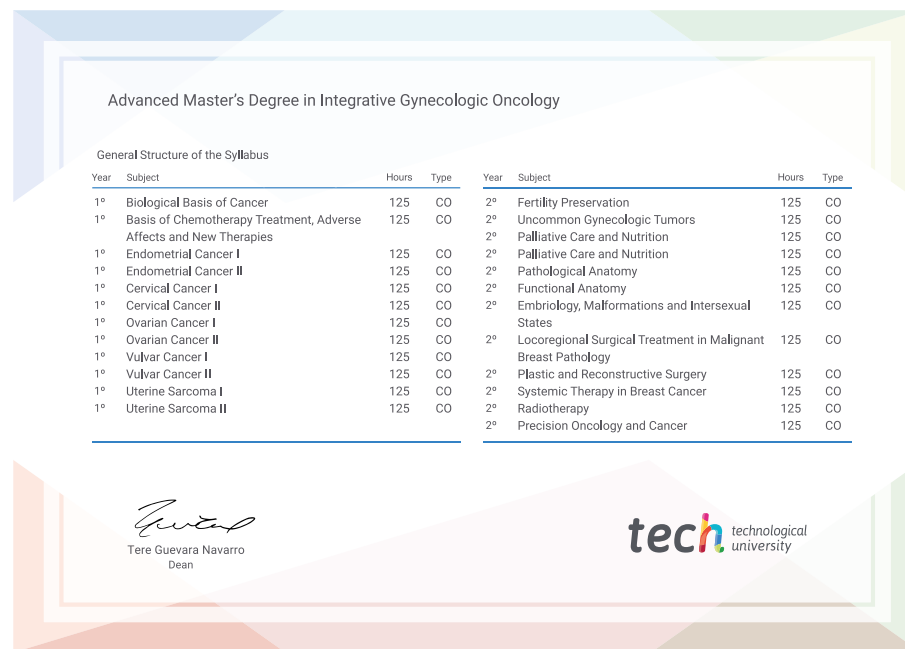 Advanced Master's Degree in Integrative Gynecologic Oncology
General Structure of the Syllabus
Year Subject Hours Type
1º Biological Basis of Cancer 125 CO
1º Basis of Chemotherapy Treatment, Adverse 125 CO
Affects and New Therapies
1º Endometrial Cancer I 125 CO
1º Endometrial Cancer II 125 CO
1º Cervical Cancer I 125 CO
1º Cervical Cancer II 125 CO
1º Ovarian Cancer I 125 CO
1º Ovarian Cancer II 125 CO
1º Vulvar Cancer I 125 CO
1º Vulvar Cancer II 125 CO
1º Uterine Sarcoma I 125 CO
1º Uterine Sarcoma II 125 CO
Year Subject Hours Type
2º Fertility Preservation 125 CO
2º Uncommon Gynecologic Tumors 125 CO
2º Palliative Care and Nutrition 125 CO
2º Palliative Care and Nutrition 125 CO
2º Pathological Anatomy 125 CO
2º Functional Anatomy 125 CO
2º Embriology, Malformations and Intersexual 125 CO
States
2º Locoregional Surgical Treatment in Malignant 125 CO
Breast Pathology
2º Plastic and Reconstructive Surgery 125 CO
2º Systemic Therapy in Breast Cancer 125 CO
2º Radiotherapy 125 CO
2º Precision Oncology and Cancer 125 CO
Tere Guevara Navarro
Dean
tech technological
university